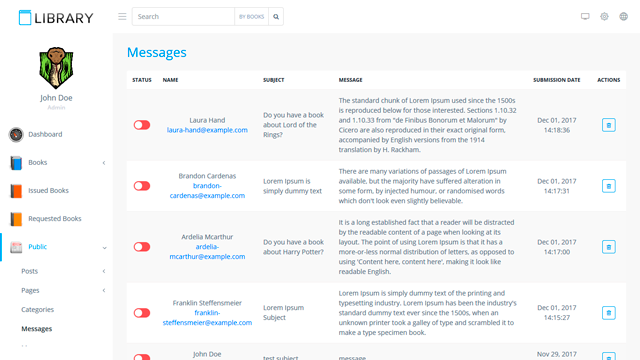 LIBRARY
Search
BY BOOKS
John Doe
Admin
Dashboard
Books
Issued Books
Requested Books
Public
Posts
Pages
Categories
Messages
Messages
STATUS NAME SUBJECT MESSAGE SUBMISSION DATE ACTIONS
Laura Hand
laura-hand@example.com
Do you have a book
about Lord of the
Rings?
The standard chunk of Lorem Ipsum used since the 1500s
is reproduced below for those interested. Sections 1.10.32
and 1.10.33 from "de Finibus Bonorum et Malorum" by
Cicero are also reproduced in their exact original form,
accompanied by English versions from the 1914
translation by H. Rackham.
Dec 01, 2017
14:18:36
Brandon Cardenas
brandon-
cardenas@example.com
Lorem Ipsum is
simply dummy text
There are many variations of passages of Lorem Ipsum
available, but the majority have suffered alteration in
some form, by injected humour, or randomised words
which don't look even slightly believable.
Dec 01, 2017
14:17:31
Ardelia Mcarthur
ardelia-
mcarthur@example.com
Do you have a book
about Harry Potter?
It is a long established fact that a reader will be distracted
by the readable content of a page when looking at its
layout. The point of using Lorem Ipsum is that it has a
more-or-less normal distribution of letters, as opposed to
using 'Content here, content here', making it look like
readable English.
Dec 01, 2017
14:17:00
Franklin Steffensmeier
franklin-
steffensmeier@example.com
Lorem Ipsum
Subject
Lorem Ipsum is simply dummy text of the printing and
typesetting industry. Lorem Ipsum has been the industry's
standard dummy text ever since the 1500s, when an
unknown printer took a galley of type and scrambled it to
make a type specimen book.
Dec 01, 2017
14:15:27
John Doe
test subject
message
Nov 29, 2017